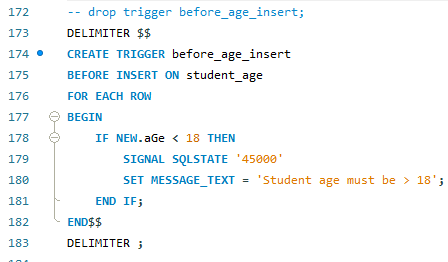 172 -- drop trigger before_age_insert;
173 DELIMITER $$
174 CREATE TRIGGER before_age_insert
175 BEFORE INSERT ON student_age
176 FOR EACH ROW
177 BEGIN
178 IF NEW.aGe < 18 THEN
179 SIGNAL SQLSTATE '45000'
180 SET MESSAGE_TEXT = 'Student age must be > 18';
181 END IF;
182 END$$
183 DELIMITER ;